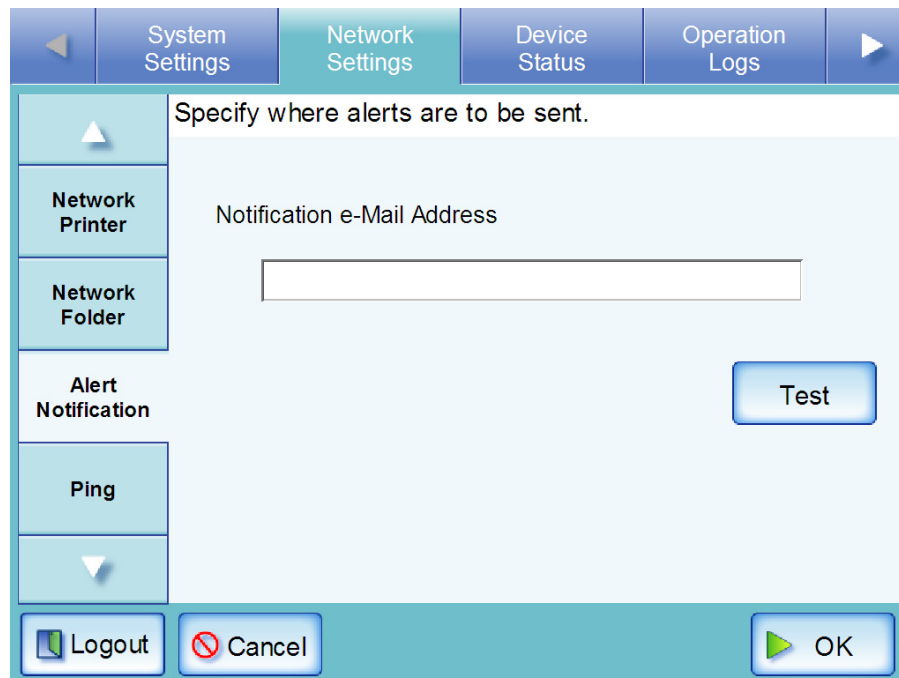 System
Settings
Network
Settings
Device
Status
Operation
Logs
Specify where alerts are to be sent.
Network
Printer
Network
Folder
Alert
Notification
Ping
Notification e-Mail Address
Test
Logout
Cancel
OK